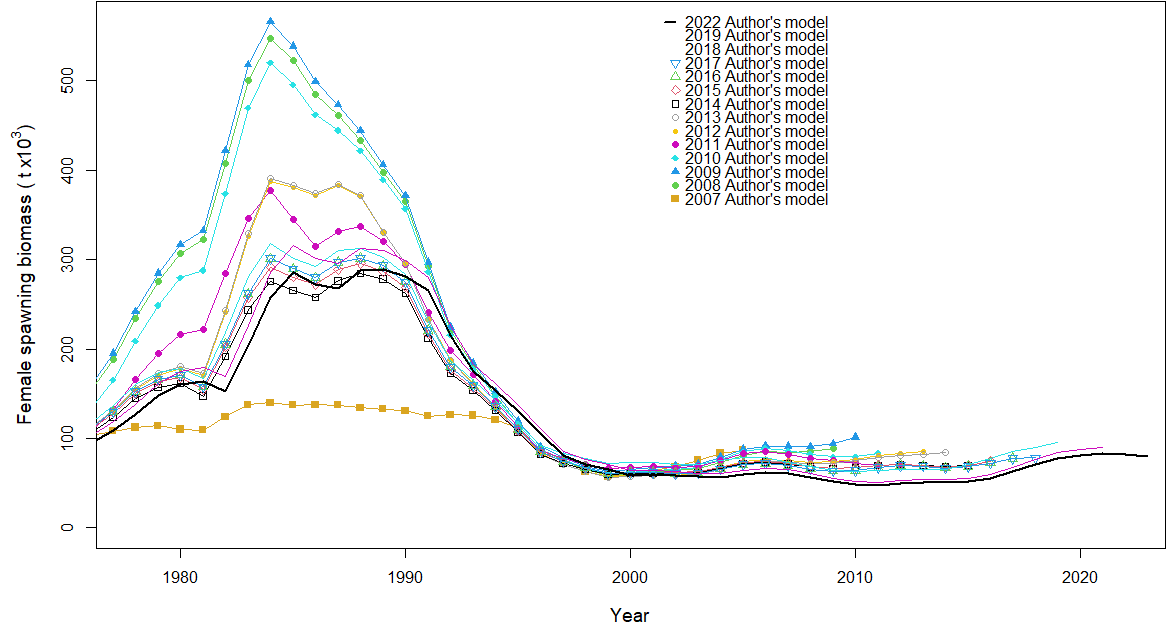 2022 Author's model
2019 Author's model
2018 Author's model
2017 Author's model
2016 Author's model
2015 Author's model
2014 Author's model
2013 Author's model
2012 Author's model
2011 Author's model
2010 Author's model
2009 Author's model
2008 Author's model
2007 Author's model
Female spawning biomass ( t x10³)
500
400
300
200
100
0
1980 1990 2000 2010 2020
Year